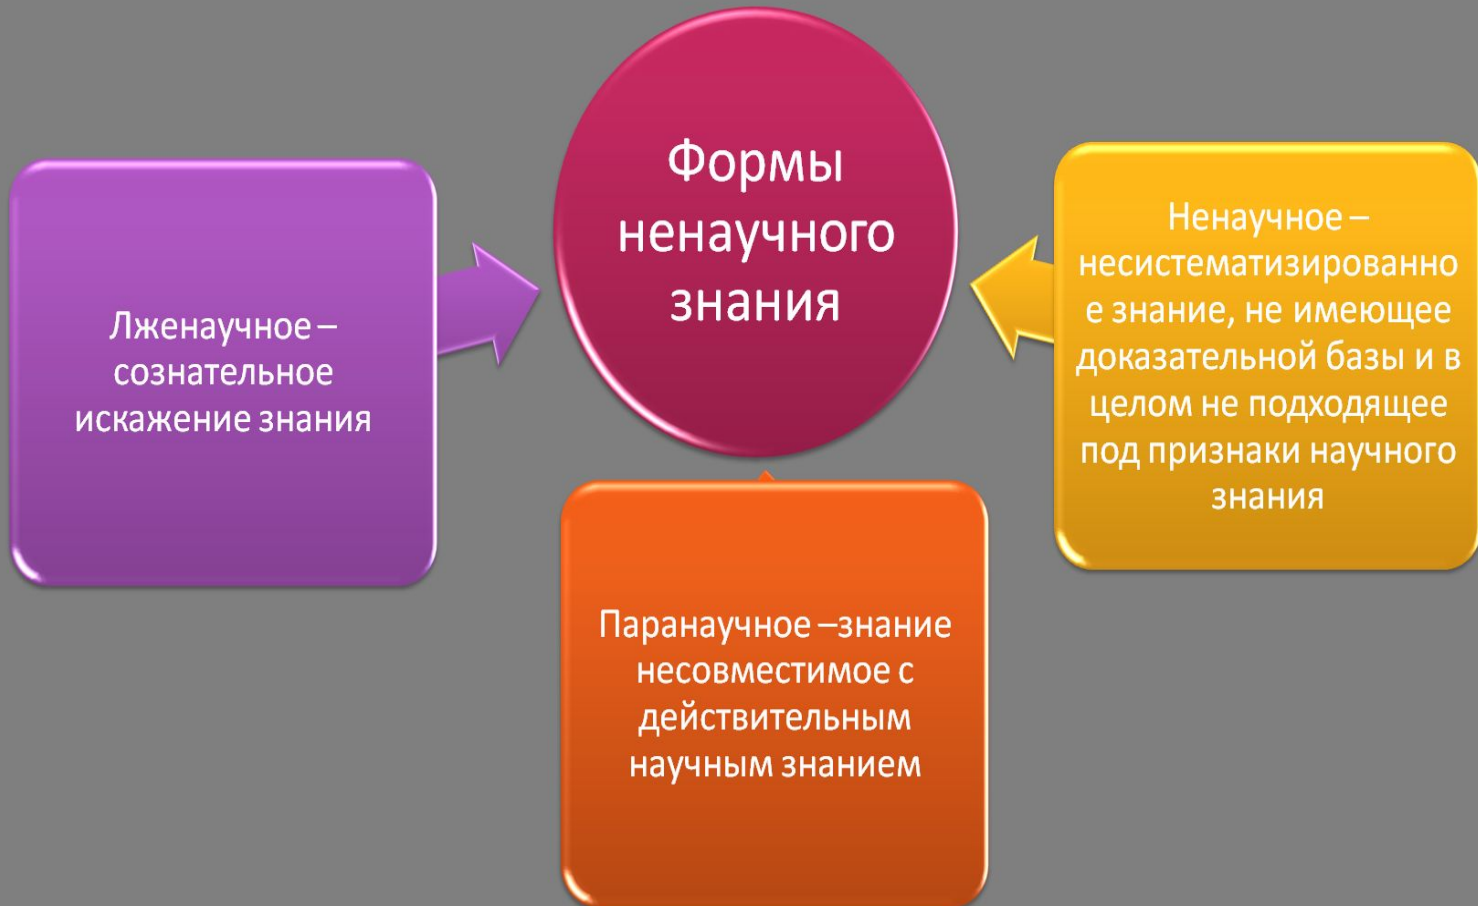 Формы
ненаучного
знания
Лженаучное –
сознательное
искажение знания
Ненаучное –
несистематизированно
е знание, не имеющее
доказательной базы и в
целом не подходящее
под признаки научного
знания
Паранаучное –знание
несовместимое с
действительным
научным знанием